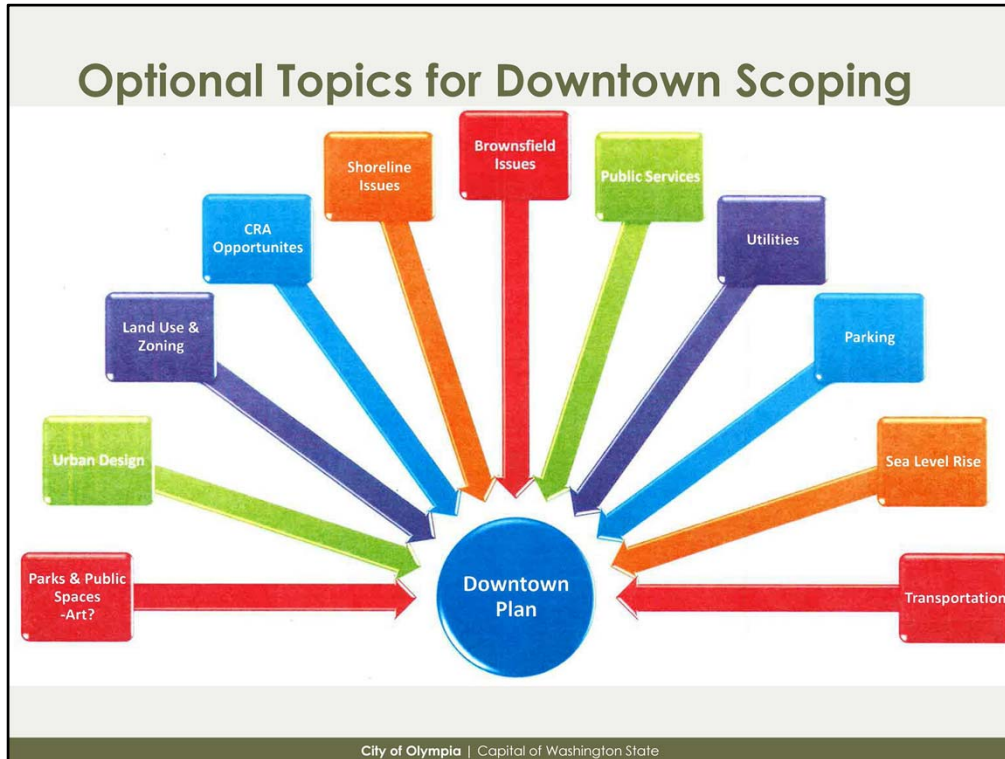 Optional Topics for Downtown Scoping
Brownsfield
Issues
Shoreline
Issues
Public Services
CRA
Opportunites
Utilities
Land Use &
Zoning
Parking
Urban Design
Sea Level Rise
Parks & Public
Spaces
-Art?
Transportation
Downtown
Plan
City of Olympia | Capital of Washington State